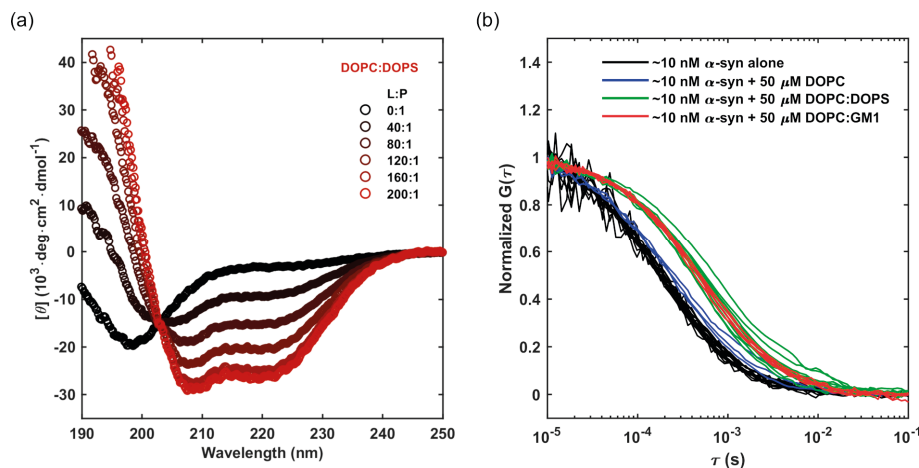 (a)
(b)
40
30
20
10
0
-10
-20
-30
[θ] (10³·deg·cm²·dmol⁻¹)
DOPC:DOPS
L:P
0:1
40:1
80:1
120:1
160:1
200:1
190 200 210 220 230 240 250
Wavelength (nm)
1.4
1.2
1
0.8
0.6
0.4
0.2
0
Normalized G(τ)
~10 nM α-syn alone
~10 nM α-syn + 50 μM DOPC
~10 nM α-syn + 50 μM DOPC:DOPS
~10 nM α-syn + 50 μM DOPC:GM1
10⁻⁵ 10⁻⁴ 10⁻³ 10⁻² 10⁻¹
τ (s)